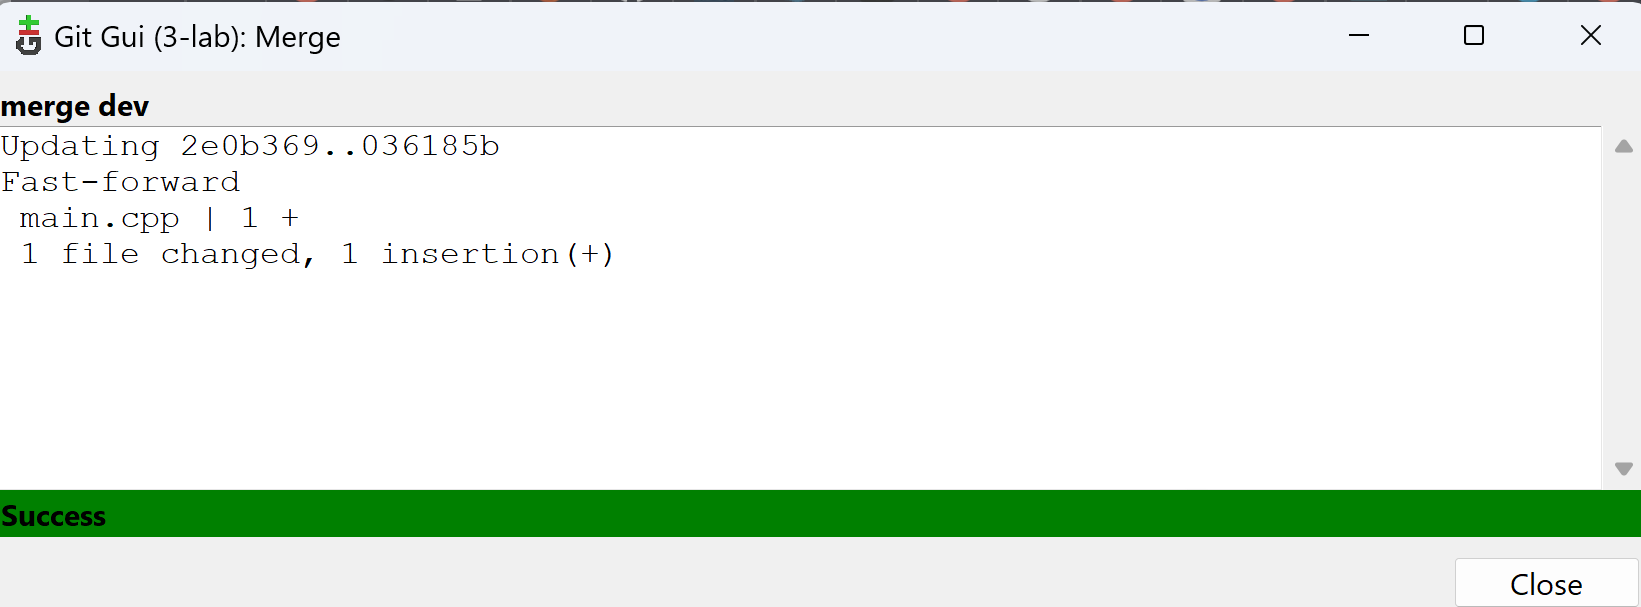 Git Gui (3-lab): Merge
merge dev
Updating 2e0b369..036185b
Fast-forward
 main.cpp | 1 +
 1 file changed, 1 insertion(+)
Success
Close